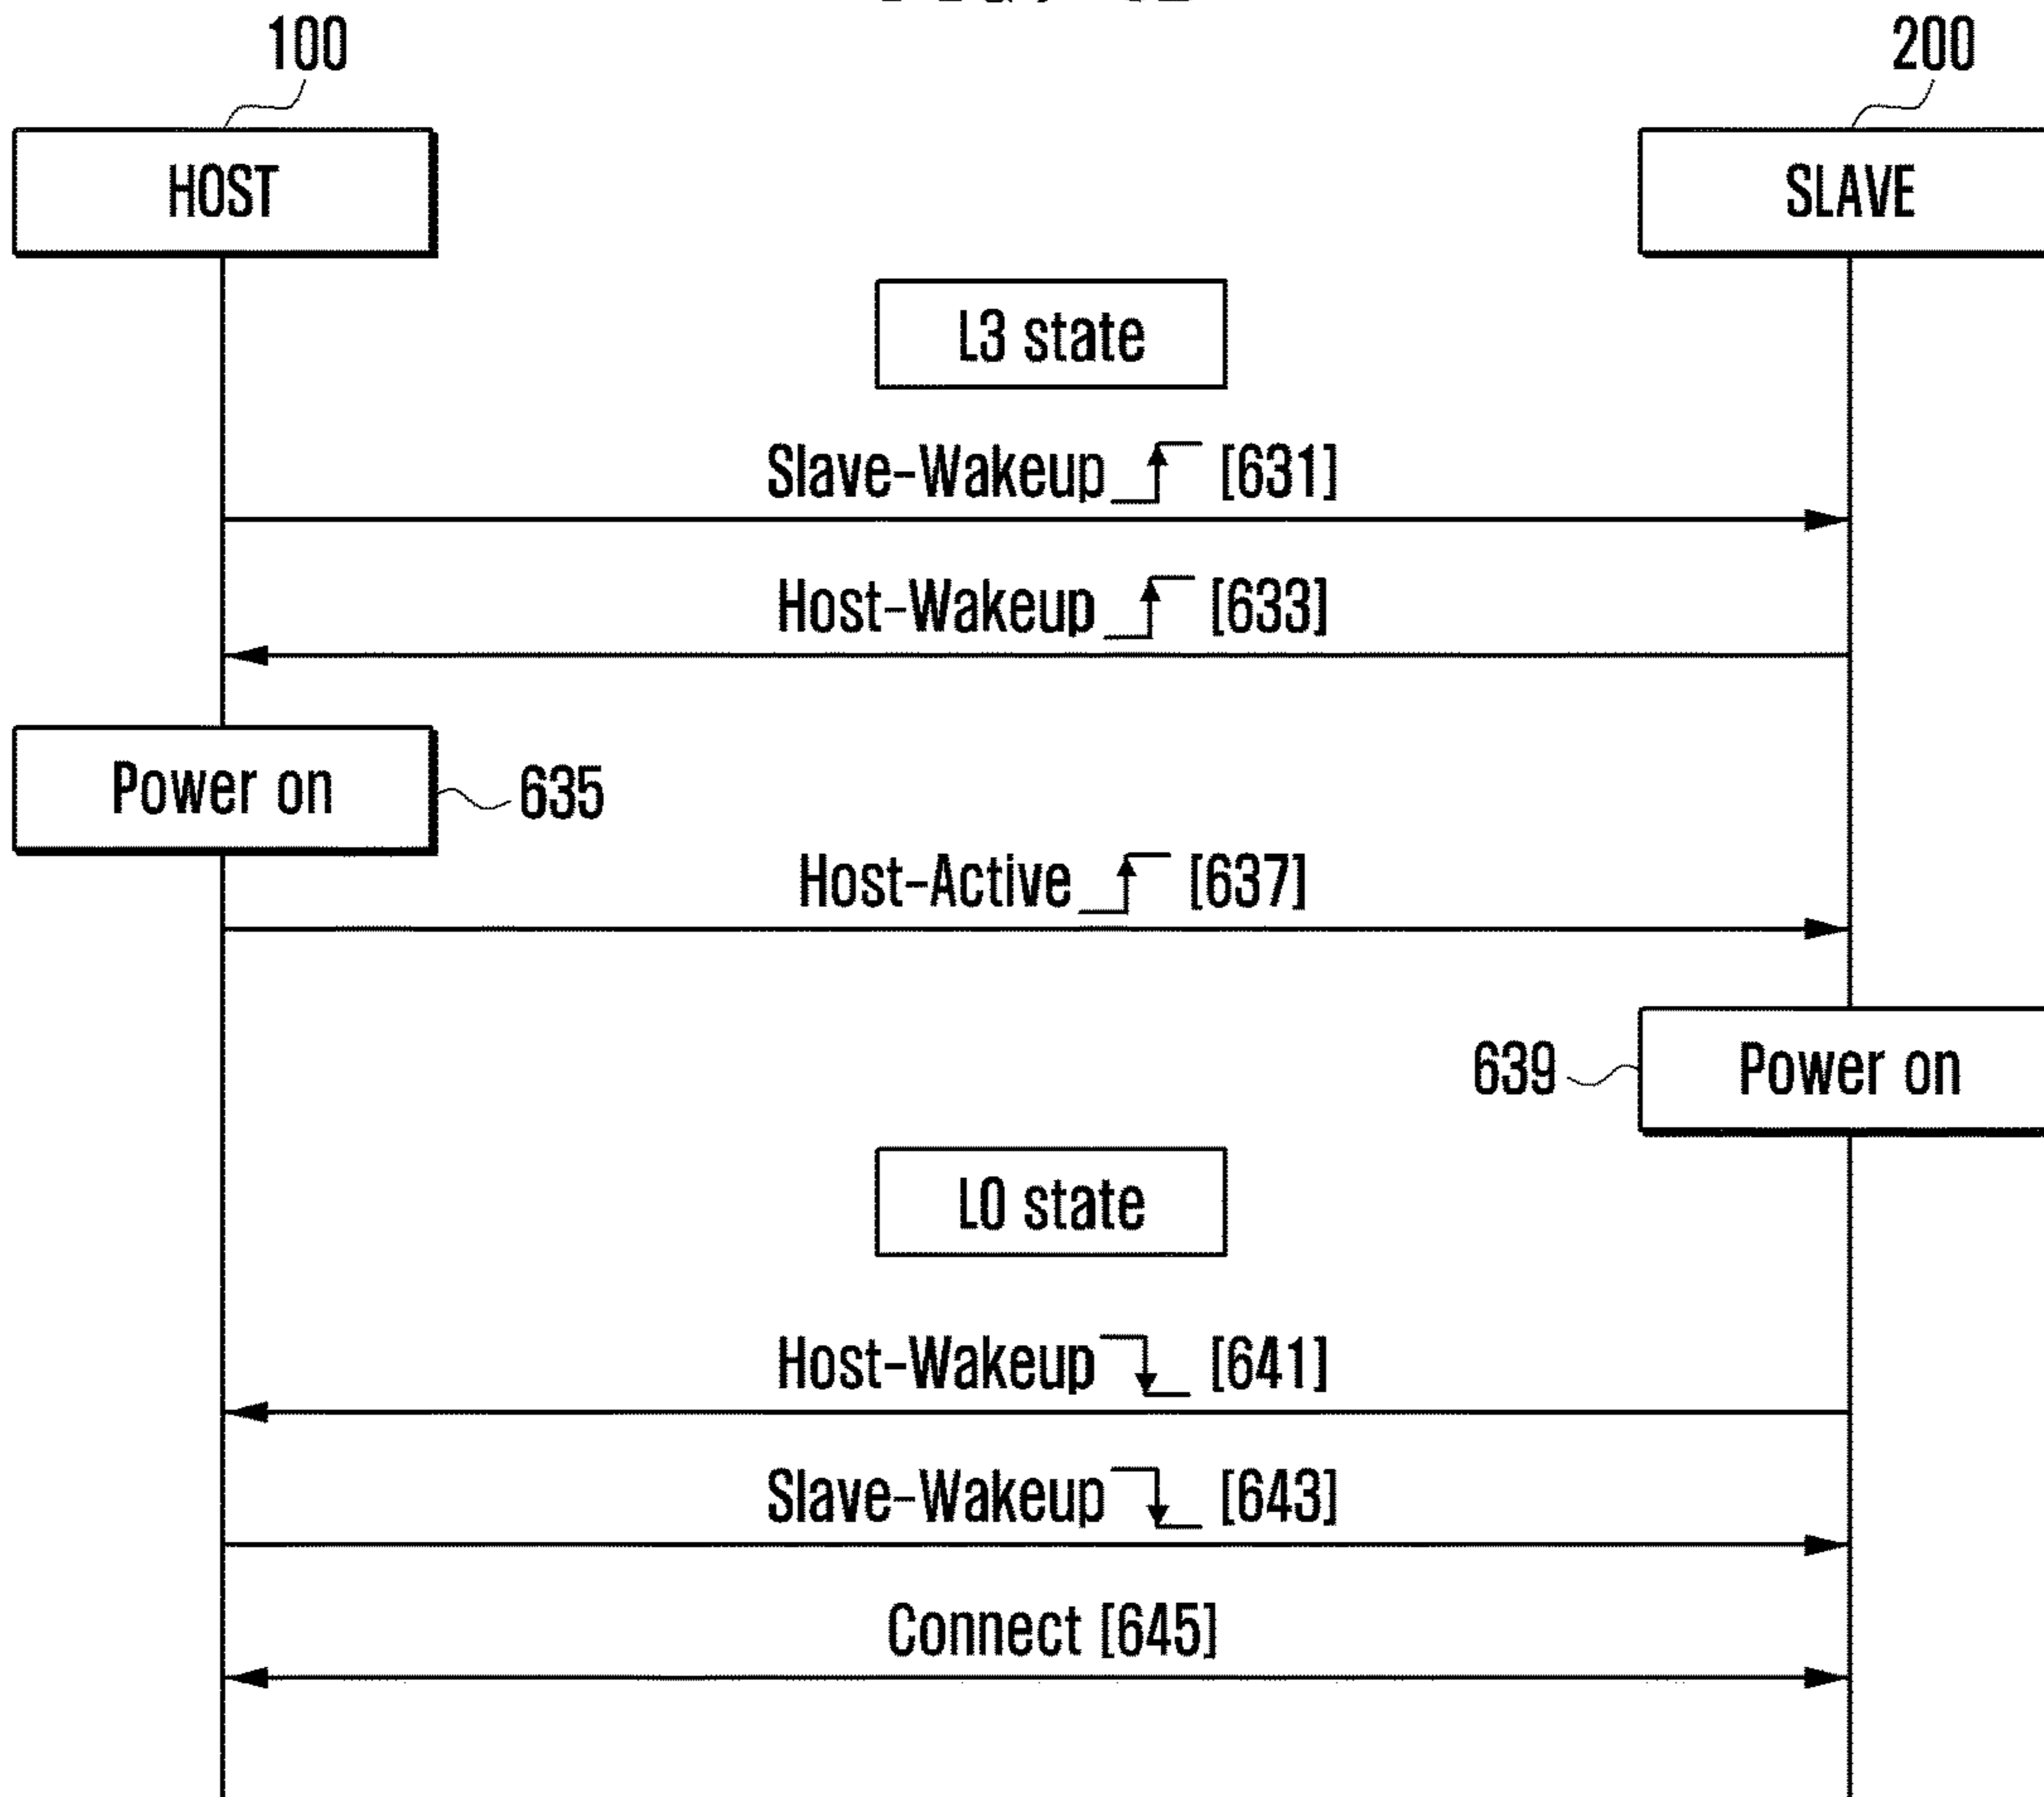 100
200
HOST
SLAVE
L3 state
Slave-Wakeup [631]
Host-Wakeup [633]
Power on
635
Host-Active [637]
639
Power on
L0 state
Host-Wakeup [641]
Slave-Wakeup [643]
Connect [645]